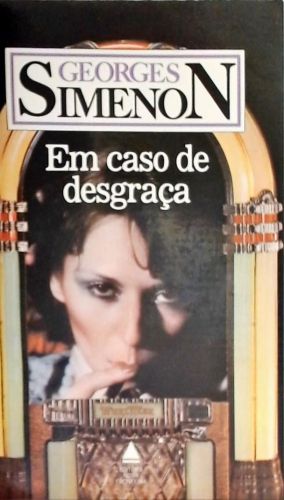 GEORGES
SIMENON
Em caso de
desgraça